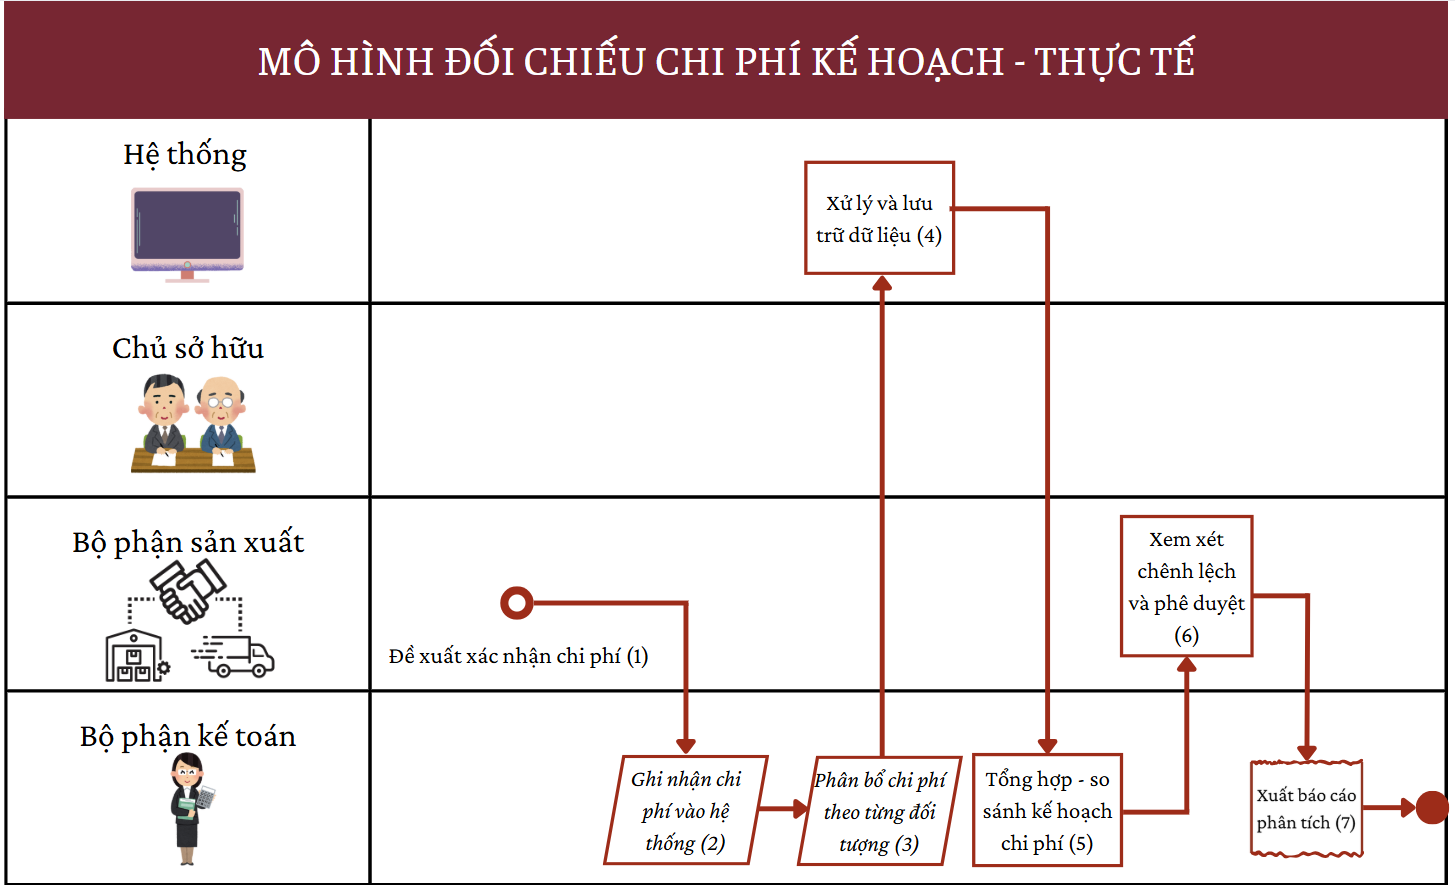 MÔ HÌNH ĐỐI CHIẾU CHI PHÍ KẾ HOẠCH - THỰC TẾ
Hệ thống
Xử lý và lưu
trữ dữ liệu (4)
Chủ sở hữu
Bộ phận sản xuất
Đề xuất xác nhận chi phí (1)
Xem xét
chênh lệch
và phê duyệt
(6)
Bộ phận kế toán
Ghi nhận chi
phí vào hệ
thống (2)
Phân bổ chi phí
theo từng đối
tượng (3)
Tổng hợp - so
sánh kế hoạch
chi phí (5)
Xuất báo cáo
phân tích (7)